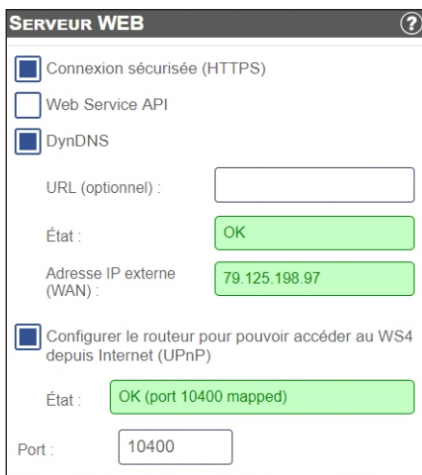 SERVEUR WEB ?
Connexion sécurisée (HTTPS)
Web Service API
DynDNS
URL (optionnel) :
État : OK
Adresse IP externe
(WAN) : 79.125.198.97
Configurer le routeur pour pouvoir accéder au WS4
depuis Internet (UPnP)
État : OK (port 10400 mapped)
Port : 10400